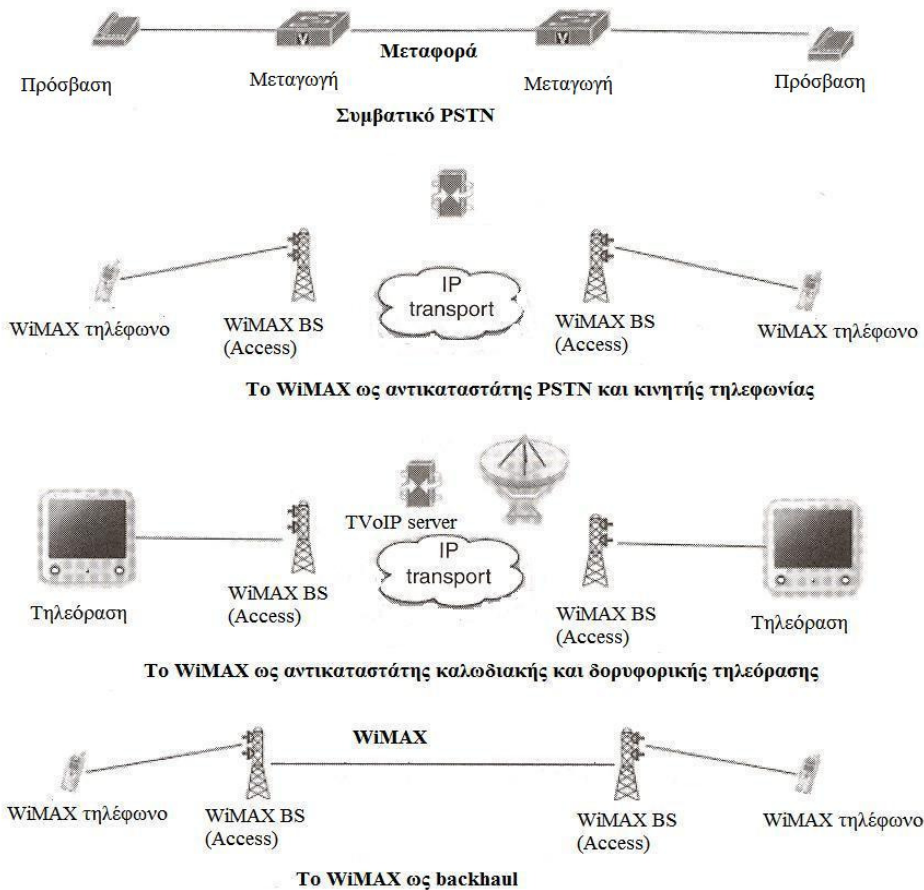 Μεταφορά
Πρόσβαση
Μεταγωγή
Μεταγωγή
Πρόσβαση
Συμβατικό PSTN
IP
transport
WiMAX τηλέφωνο
WiMAX BS
(Access)
WiMAX BS
(Access)
WiMAX τηλέφωνο
Το WiMAX ως αντικαταστάτης PSTN και κινητής τηλεφωνίας
TVoIP server
IP
transport
Τηλεόραση
WiMAX BS
(Access)
WiMAX BS
(Access)
Τηλεόραση
Το WiMAX ως αντικαταστάτης καλωδιακής και δορυφορικής τηλεόρασης
WiMAX
WiMAX τηλέφωνο
WiMAX BS
(Access)
WiMAX BS
(Access)
WiMAX τηλέφωνο
Το WiMAX ως backhaul